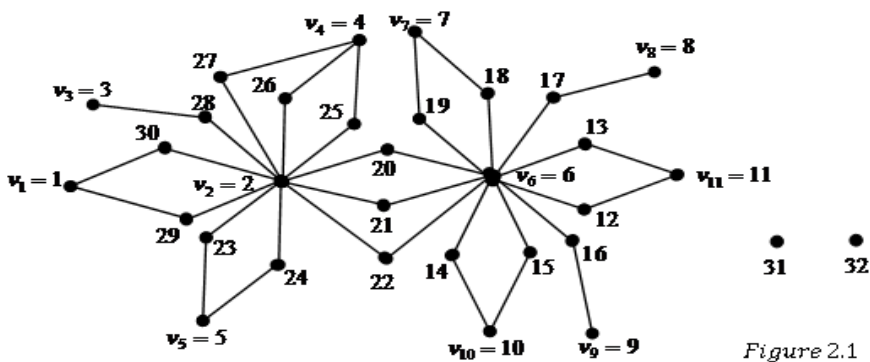 v₄ = 4
v₇ = 7
v₈ = 8
27
26
18
17
v₃ = 3
28
25
19
13
30
20
v₁ = 1
v₂ = 2
v₆ = 6
v₁₁ = 11
29
21
12
23
16
24
22
14
15
31
32
v₅ = 5
v₁₀ = 10
v₉ = 9
Figure 2.1